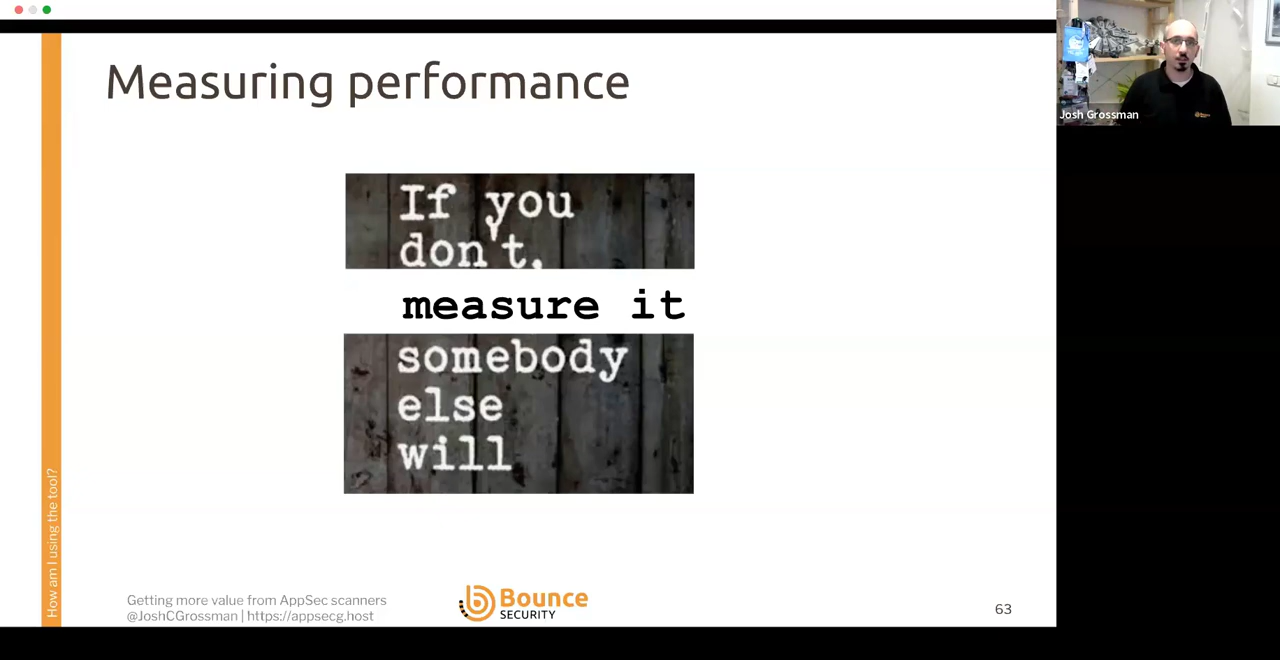 Measuring performance
If you
don't,
measure it
somebody
else
will
How am I using the tool?
Getting more value from AppSec scanners
@JoshCGrossman | https://appsecg.host
Bounce
SECURITY
63
Josh Grossman